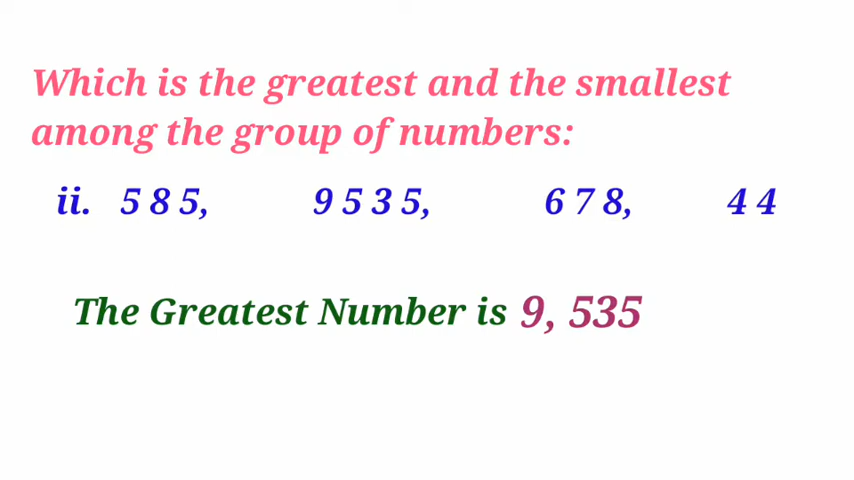 Which is the greatest and the smallest
among the group of numbers:
ii. 5 8 5, 9 5 3 5, 6 7 8, 4 4
The Greatest Number is 9, 535